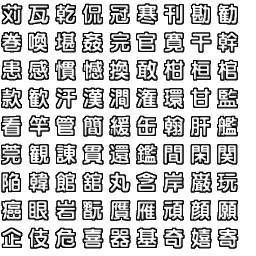 苅瓦乾侃冠寒刊勘勧
巻喚堪姦完官寛干幹
患感慣憾換敢柑桓棺
款歓汗漢澗潅環甘監
看竿管簡緩缶翰肝艦
莞観諌貫還鑑間閑関
陥韓館舘丸含岸巌玩
癌眼岩翫贋雁頑顔願
企伎危喜器基奇嬉寄